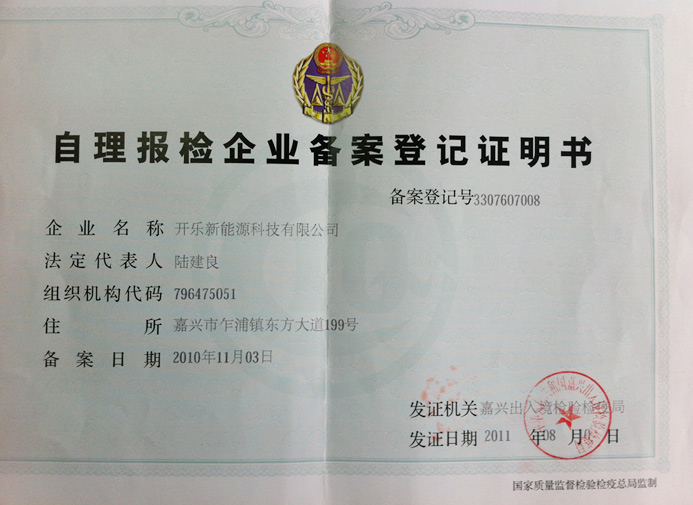 自理报检企业备案登记证明书
备案登记号3307607008
企业名称 开乐新能源科技有限公司
法定代表人 陆建良
组织机构代码 796475051
住所 嘉兴市乍浦镇东方大道199号
备案日期 2010年11月03日
发证机关 嘉兴出入境检验检疫局
发证日期 2011 年08 月 日
国家质量监督检验检疫总局监制